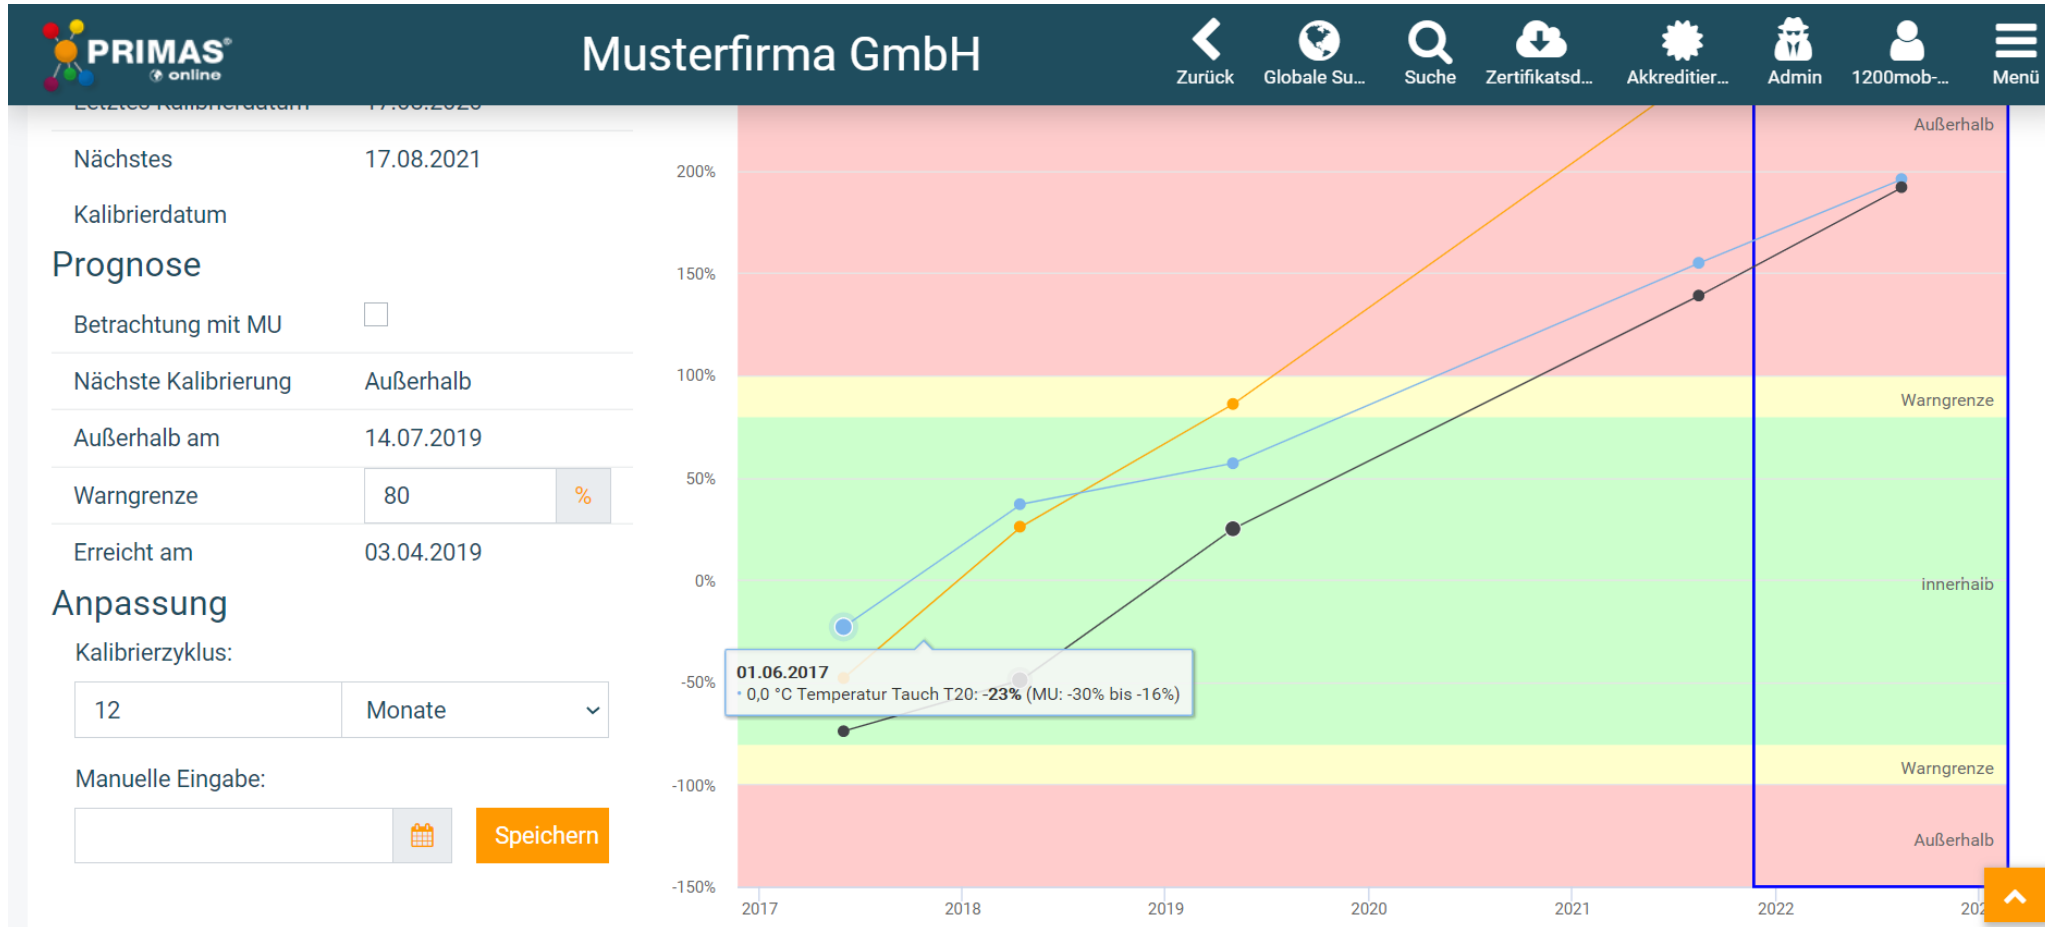 PRIMAS®
online
Musterfirma GmbH
Zurück
Globale Su...
Suche
Zertifikatsd...
Akkreditier...
Admin
1200mob-...
Menü
Nächstes 17.08.2021
Kalibrierdatum
Prognose
Betrachtung mit MU
Nächste Kalibrierung Außerhalb
Außerhalb am 14.07.2019
Warngrenze 80 %
Erreicht am 03.04.2019
Anpassung
Kalibrierzyklus:
12 Monate
Manuelle Eingabe:
Speichern
200%
150%
100%
50%
0%
-50%
-100%
-150%
Außerhalb
Warngrenze
innerhalb
Warngrenze
Außerhalb
01.06.2017
0,0 °C Temperatur Tauch T20: -23% (MU: -30% bis -16%)
2017
2018
2019
2020
2021
2022